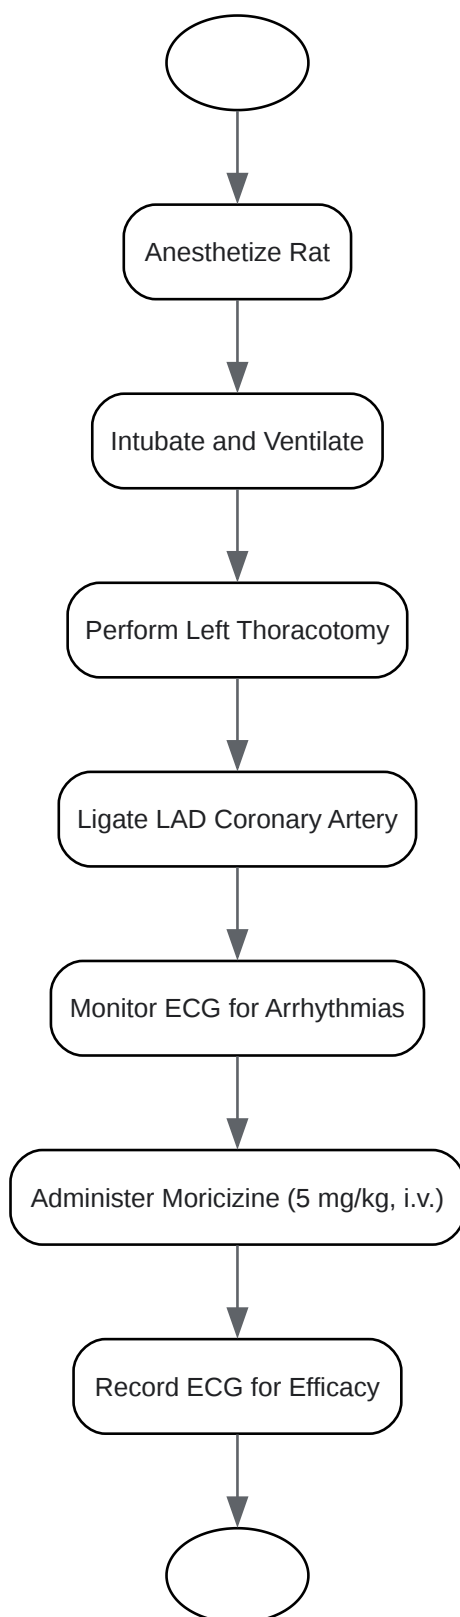 Anesthetize Rat
Intubate and Ventilate
Perform Left Thoracotomy
Ligate LAD Coronary Artery
Monitor ECG for Arrhythmias
Administer Moricizine (5 mg/kg, i.v.)
Record ECG for Efficacy